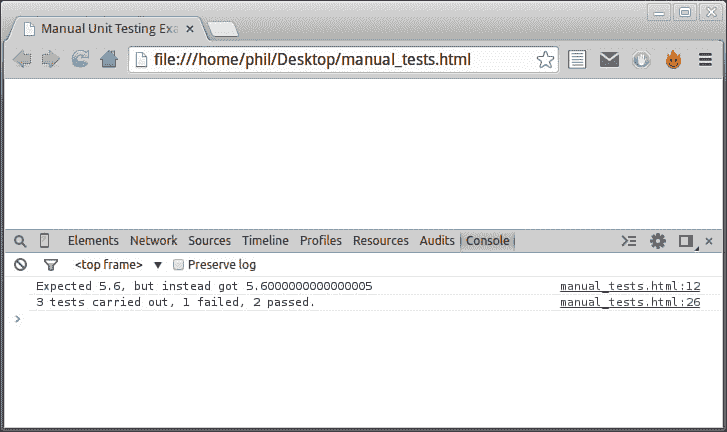 Manual Unit Testing Exa
file:///home/phil/Desktop/manual_tests.html
Elements Network Sources Timeline Profiles Resources Audits Console
<top frame> Preserve log
Expected 5.6, but instead got 5.6000000000000005 manual_tests.html:12
3 tests carried out, 1 failed, 2 passed. manual_tests.html:26